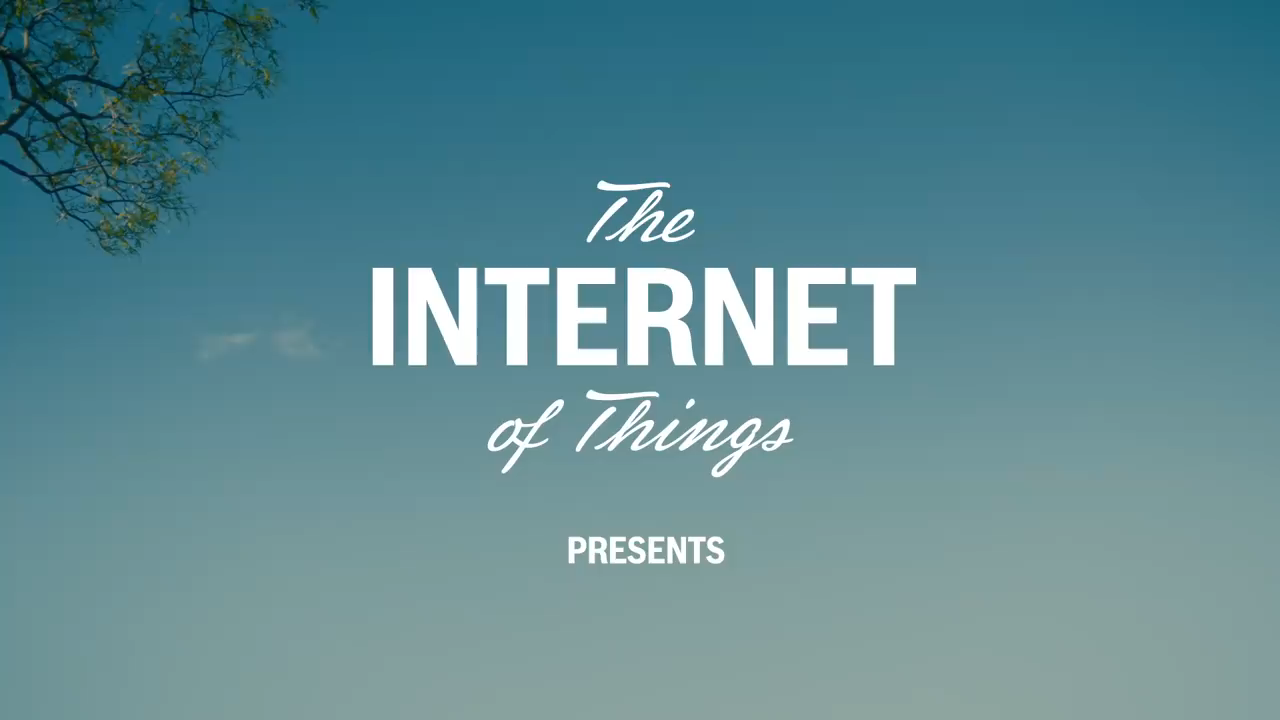 The
INTERNET
of Things
PRESENTS